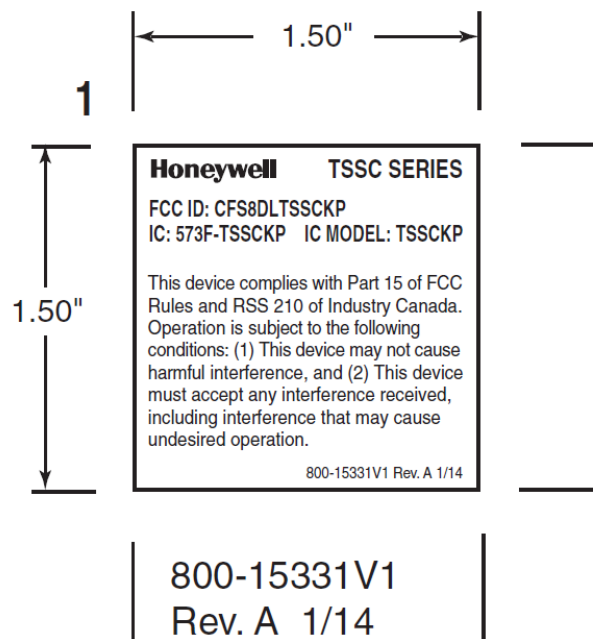 1.50"
1
Honeywell TSSC SERIES
FCC ID: CFS8DLTSSCKP
IC: 573F-TSSCKP IC MODEL: TSSCKP
This device complies with Part 15 of FCC
Rules and RSS 210 of Industry Canada.
Operation is subject to the following
conditions: (1) This device may not cause
harmful interference, and (2) This device
must accept any interference received,
including interference that may cause
undesired operation.
800-15331V1 Rev. A 1/14
1.50"
800-15331V1
Rev. A 1/14